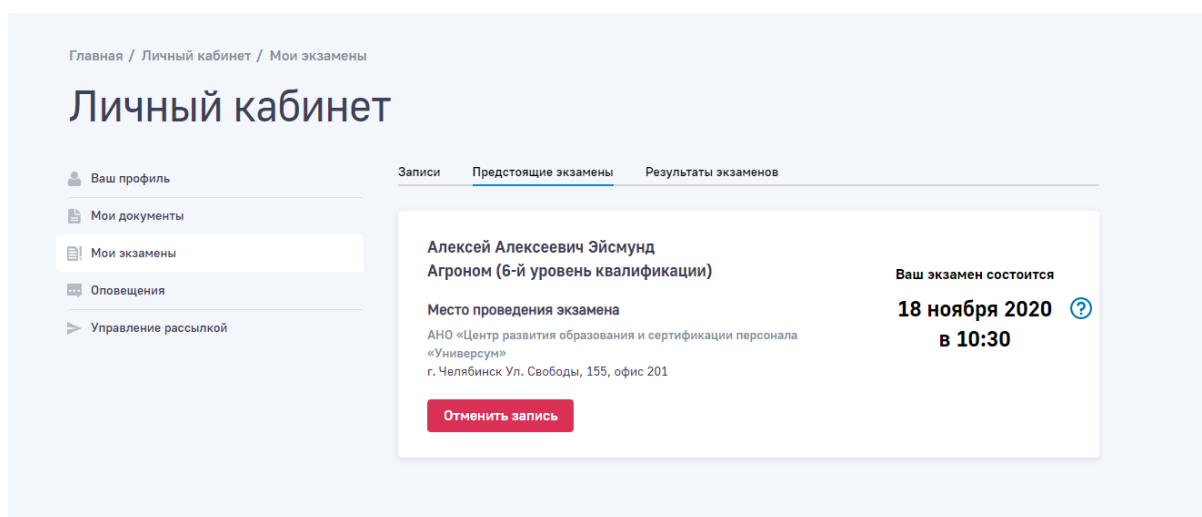 Главная / Личный кабинет / Мои экзамены
Личный кабинет
Ваш профиль
Мои документы
Мои экзамены
Оповещения
Управление рассылкой
Записи Предстоящие экзамены Результаты экзаменов
Алексей Алексеевич Эйсмунд
Агроном (6-й уровень квалификации)
Место проведения экзамена
АНО «Центр развития образования и сертификации персонала
«Универсум»
г. Челябинск Ул. Свободы, 155, офис 201
Отменить запись
Ваш экзамен состоится
18 ноября 2020 ?
в 10:30